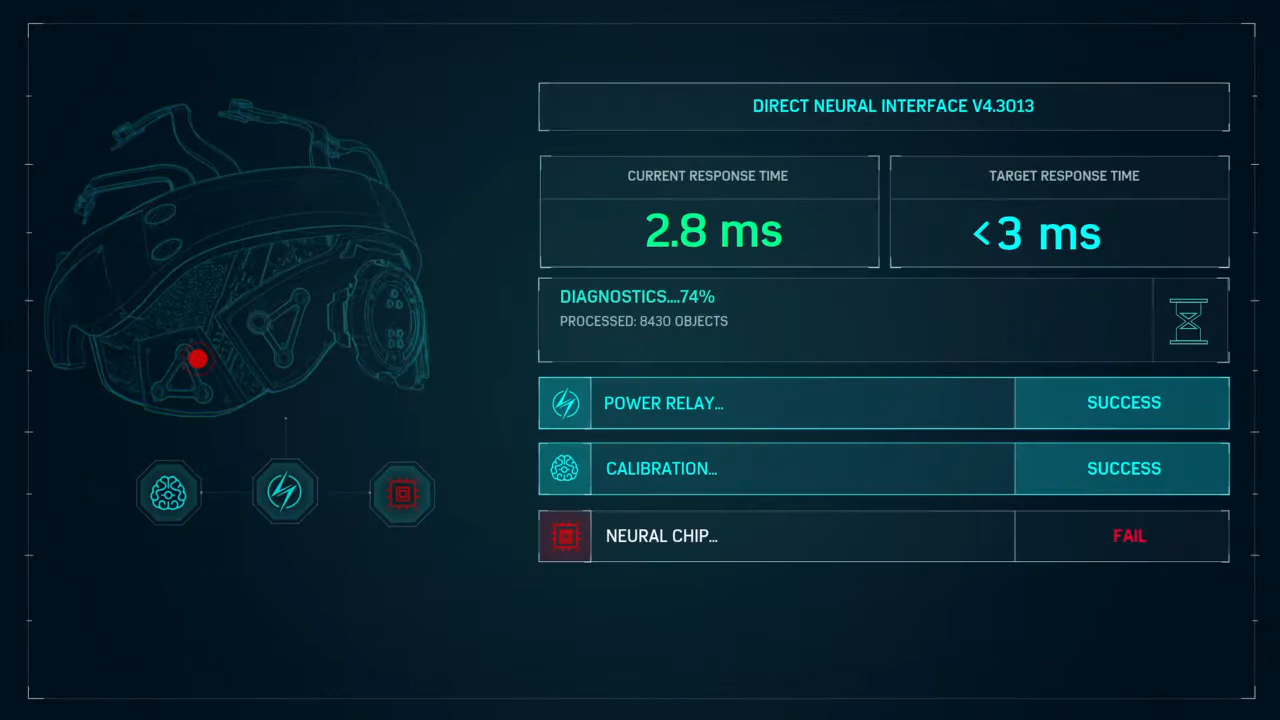 DIRECT NEURAL INTERFACE V4.3013
CURRENT RESPONSE TIME
2.8 ms
TARGET RESPONSE TIME
<3 ms
DIAGNOSTICS....74%
PROCESSED: 8430 OBJECTS
POWER RELAY...
SUCCESS
CALIBRATION...
SUCCESS
NEURAL CHIP...
FAIL